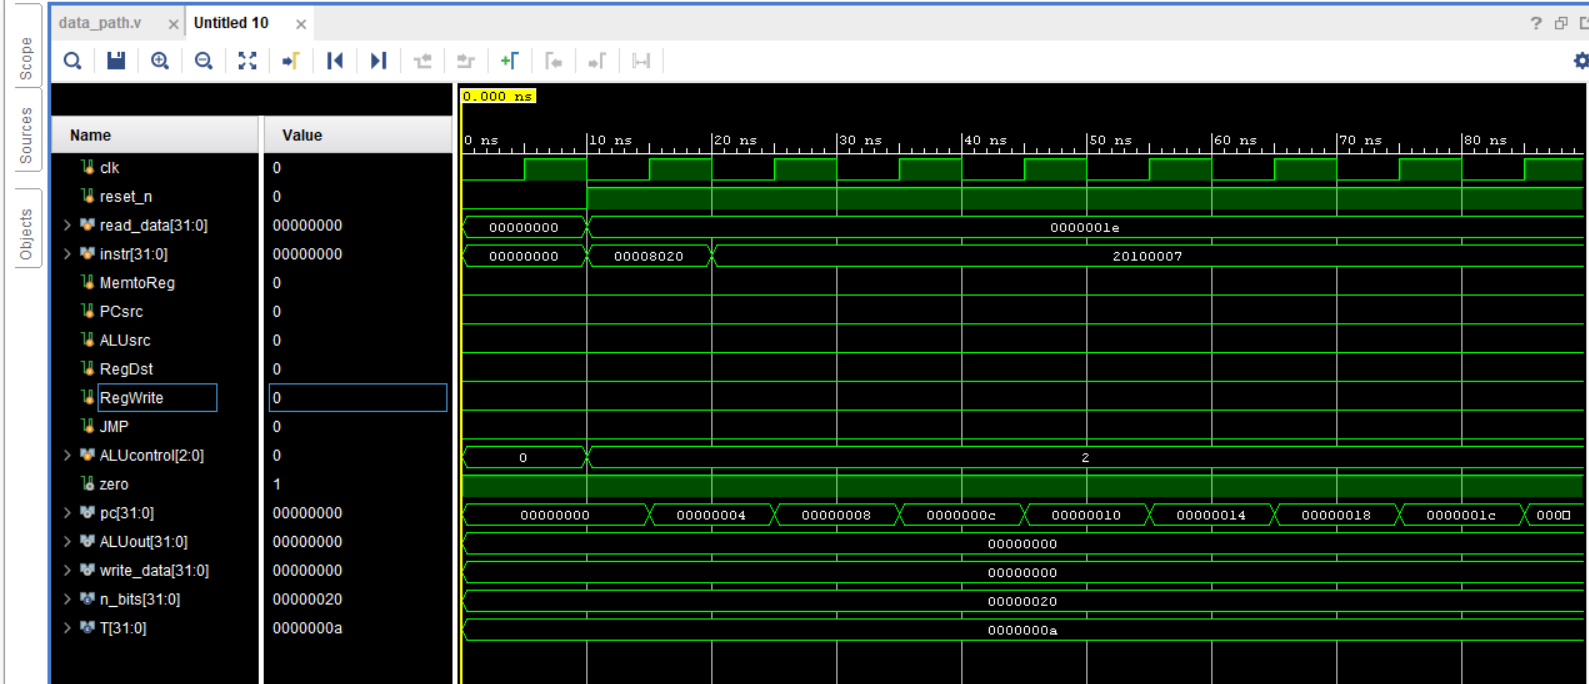 data_path.v × Untitled 10 ×
?
Scope
Sources
Objects
0.000 ns
Name Value
0 ns 10 ns 20 ns 30 ns 40 ns 50 ns 60 ns 70 ns 80 ns
clk 0
reset_n 0
read_data[31:0] 00000000 00000000 0000001e
instr[31:0] 00000000 00000000 00008020 20100007
MemtoReg 0
PCsrc 0
ALUsrc 0
RegDst 0
RegWrite 0
JMP 0
ALUcontrol[2:0] 0 0 2
zero 1
pc[31:0] 00000000 00000000 00000004 00000008 0000000c 00000010 00000014 00000018 0000001c 000
ALUout[31:0] 00000000 00000000
write_data[31:0] 00000000 00000000
n_bits[31:0] 00000020 00000020
T[31:0] 0000000a 0000000a